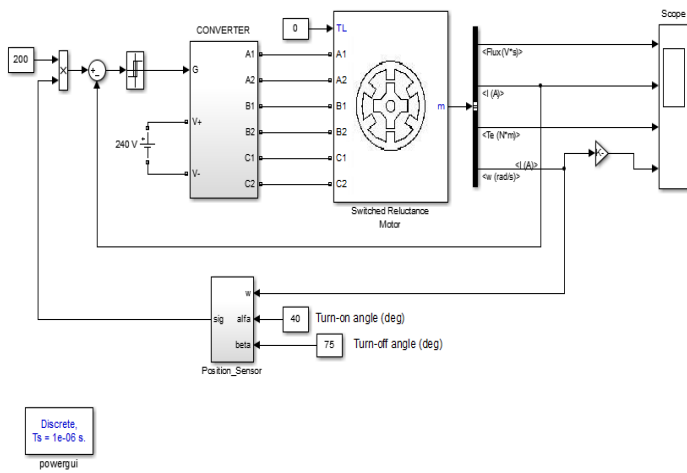 Scope
CONVERTER
0
TL
200
x
G
A1
A1
A2
A2
B1
B1
B2
B2
C1
C1
C2
C2
V+
V-
240 V
+
m
<Flux (V*s)>
<I (A)>
<Te (N*m)>
<I (A)>
<w (rad/s)>
K-
Switched Reluctance
Motor
w
sig
alfa
beta
40
Turn-on angle (deg)
75
Turn-off angle (deg)
Position_Sensor
Discrete,
Ts = 1e-06 s.
powergui